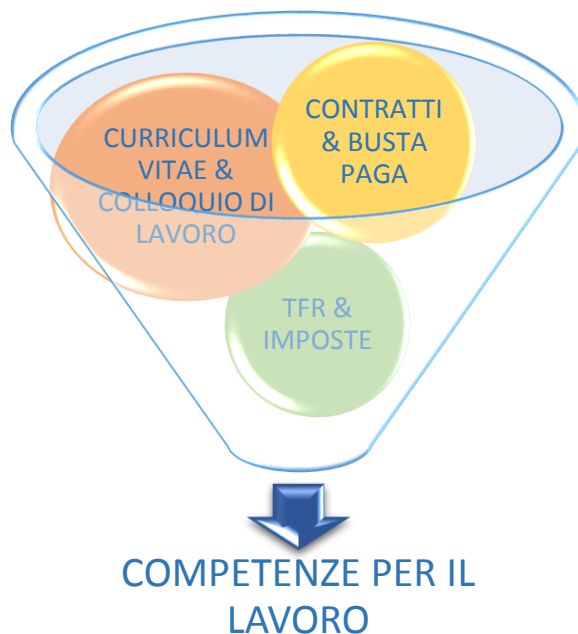 CURRICULUM
VITAE &
COLLOQUIO DI
LAVORO
CONTRATTI
& BUSTA
PAGA
TFR &
IMPOSTE
COMPETENZE PER IL
LAVORO